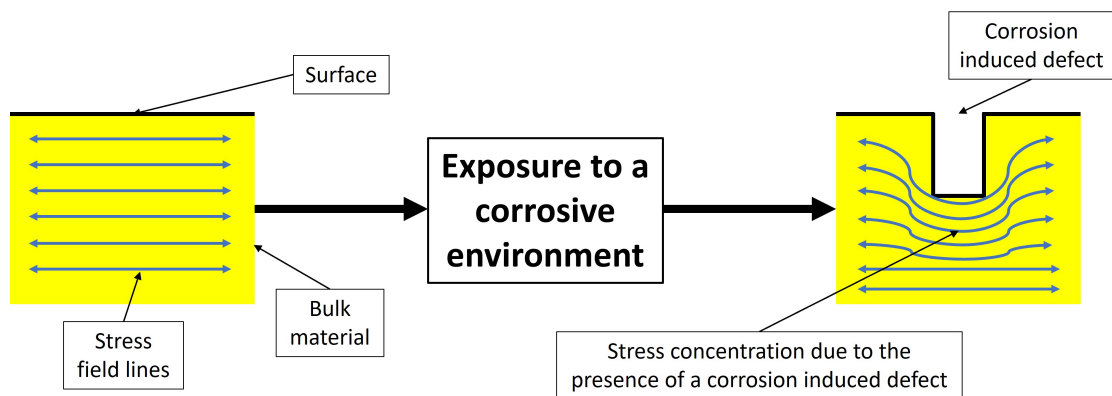 Surface
Stress
field lines
Bulk
material
Exposure to a
corrosive
environment
Corrosion
induced defect
Stress concentration due to the
presence of a corrosion induced defect